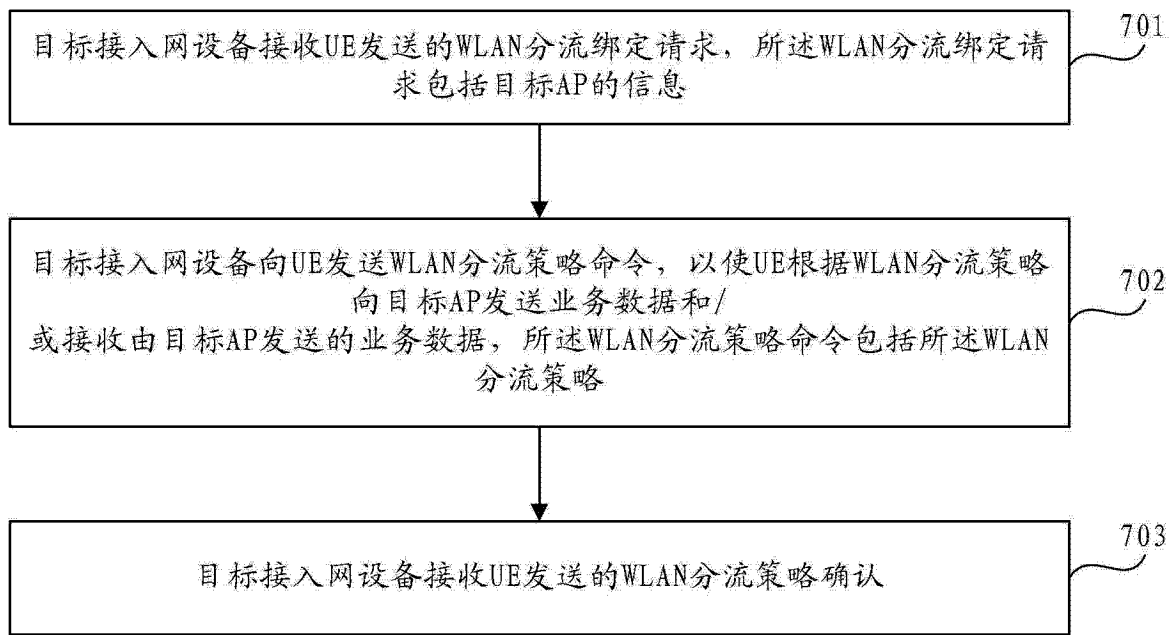 目标接入网设备接收UE发送的WLAN分流绑定请求，所述WLAN分流绑定请
求包括目标AP的信息
701
目标接入网设备向UE发送WLAN分流策略命令，以使UE根据WLAN分流策略
向目标AP发送业务数据和/
或接收由目标AP发送的业务数据，所述WLAN分流策略命令包括所述WLAN
分流策略
702
目标接入网设备接收UE发送的WLAN分流策略确认
703